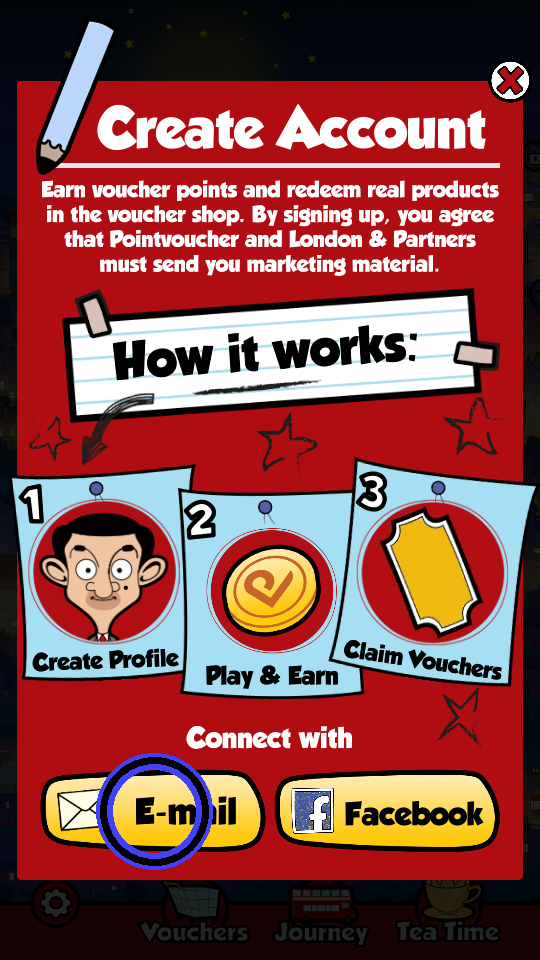 Create Account
Earn voucher points and redeem real products
in the voucher shop. By signing up, you agree
that Pointvoucher and London & Partners
must send you marketing material.
How it works:
1
2
3
Create Profile
Play & Earn
Claim Vouchers
Connect with
E-mail
Facebook
Vouchers
Journey
Tea Time